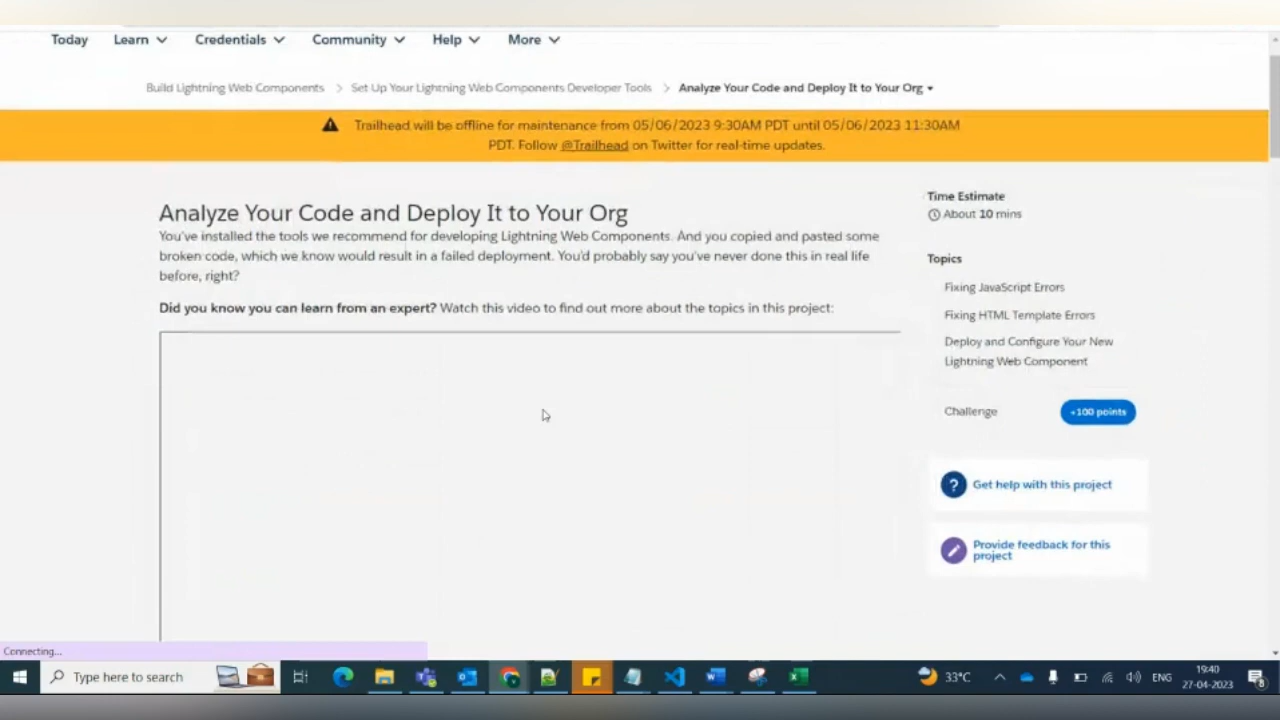 Today Learn Credentials Community Help More
Build Lightning Web Components > Set Up Your Lightning Web Components Developer Tools > Analyze Your Code and Deploy It to Your Org
Trailhead will be offline for maintenance from 05/06/2023 9:30AM PDT until 05/06/2023 11:30AM
PDT. Follow @Trailhead on Twitter for real-time updates.
Analyze Your Code and Deploy It to Your Org
You've installed the tools we recommend for developing Lightning Web Components. And you copied and pasted some
broken code, which we know would result in a failed deployment. You'd probably say you've never done this in real life
before, right?
Did you know you can learn from an expert? Watch this video to find out more about the topics in this project:
Time Estimate
About 10 mins
Topics
Fixing JavaScript Errors
Fixing HTML Template Errors
Deploy and Configure Your New
Lightning Web Component
Challenge +100 points
Get help with this project
Provide feedback for this
project
Connecting...
Type here to search
33°C
ENG
19:40
27-04-2023
8